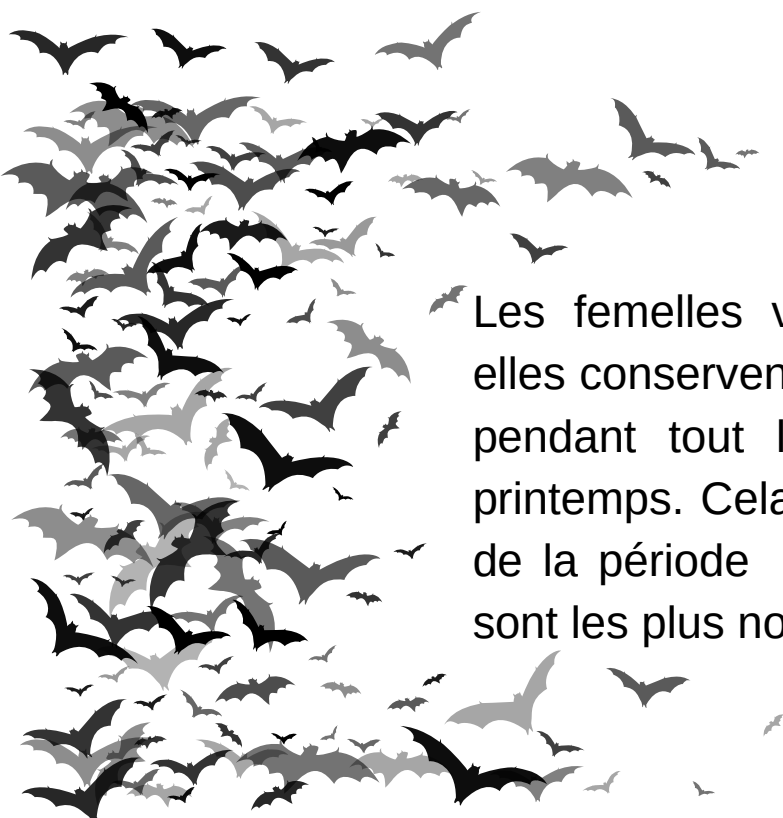 Les femelles
elles conserven
pendant tout
printemps. Cela
de la période
sont les plus no